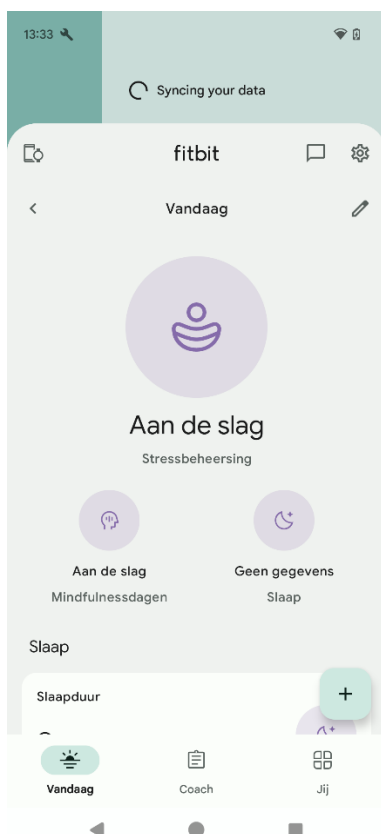 13:33
Syncing your data
fitbit
Vandaag
Aan de slag
Stressbeheersing
Aan de slag
Mindfulnessdagen
Geen gegevens
Slaap
Slaap
Slaapduur
Vandaag
Coach
Jij